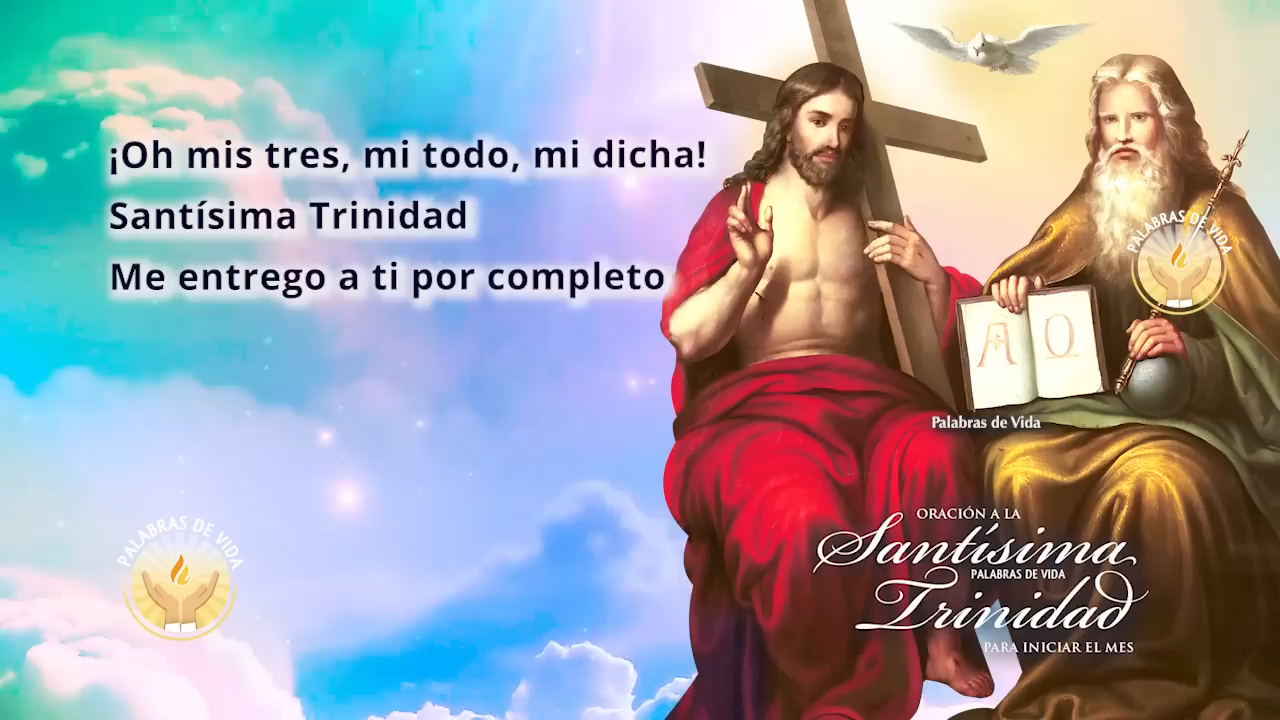 ¡Oh mis tres, mi todo, mi dicha!
Santísima Trinidad
Me entrego a ti por completo
PALABRAS DE VIDA
A O
Palabras de Vida
ORACIÓN A LA
Santísima
PALABRAS DE VIDA
Trinidad
PARA INICIAR EL MES
PALABRAS DE VIDA